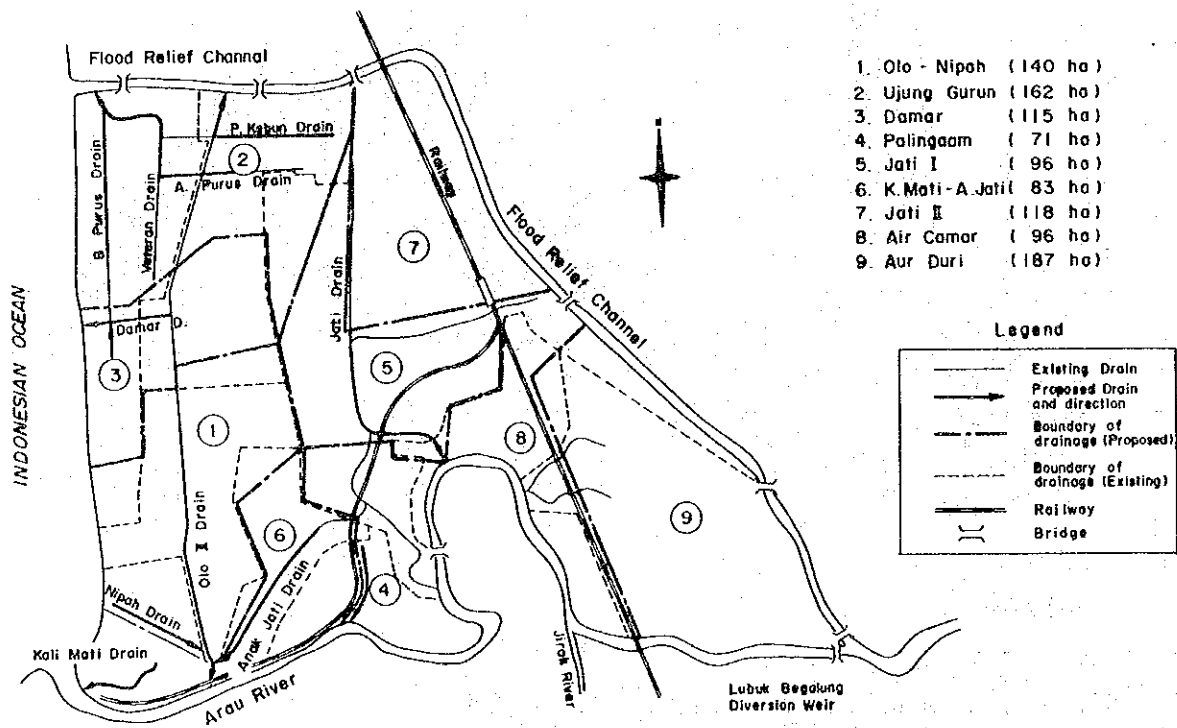 Flood Relief Channal
1. Olo - Nipah (140 ha)
2 Ujung Gurun (162 ha)
3. Damar (115 ha)
4. Palingaam (71 ha)
5. Jati I (96 ha)
6. K.Mati-A.Jati( 83 ha)
7. Jati II (118 ha)
8. Air Camar (96 ha)
9. Aur Duri (187 ha)
P. Kebun Drain
2
A. Purus Drain
B Purus Drain
Veteran Drain
Railway
Flood Relief Channel
7
Jati Drain
INDONESIAN OCEAN
Damar D.
3
5
1
8
9
6
4
Olo II Drain
Nipah Drain
Anak Jati Drain
Kali Mati Drain
Arau River
Jirak River
Lubuk Begalung
Diversion Weir
Legend
Existing Drain
Proposed Drain
and direction
Boundary of
drainage (Proposed)
Boundary of
drainage (Existing)
Railway
Bridge